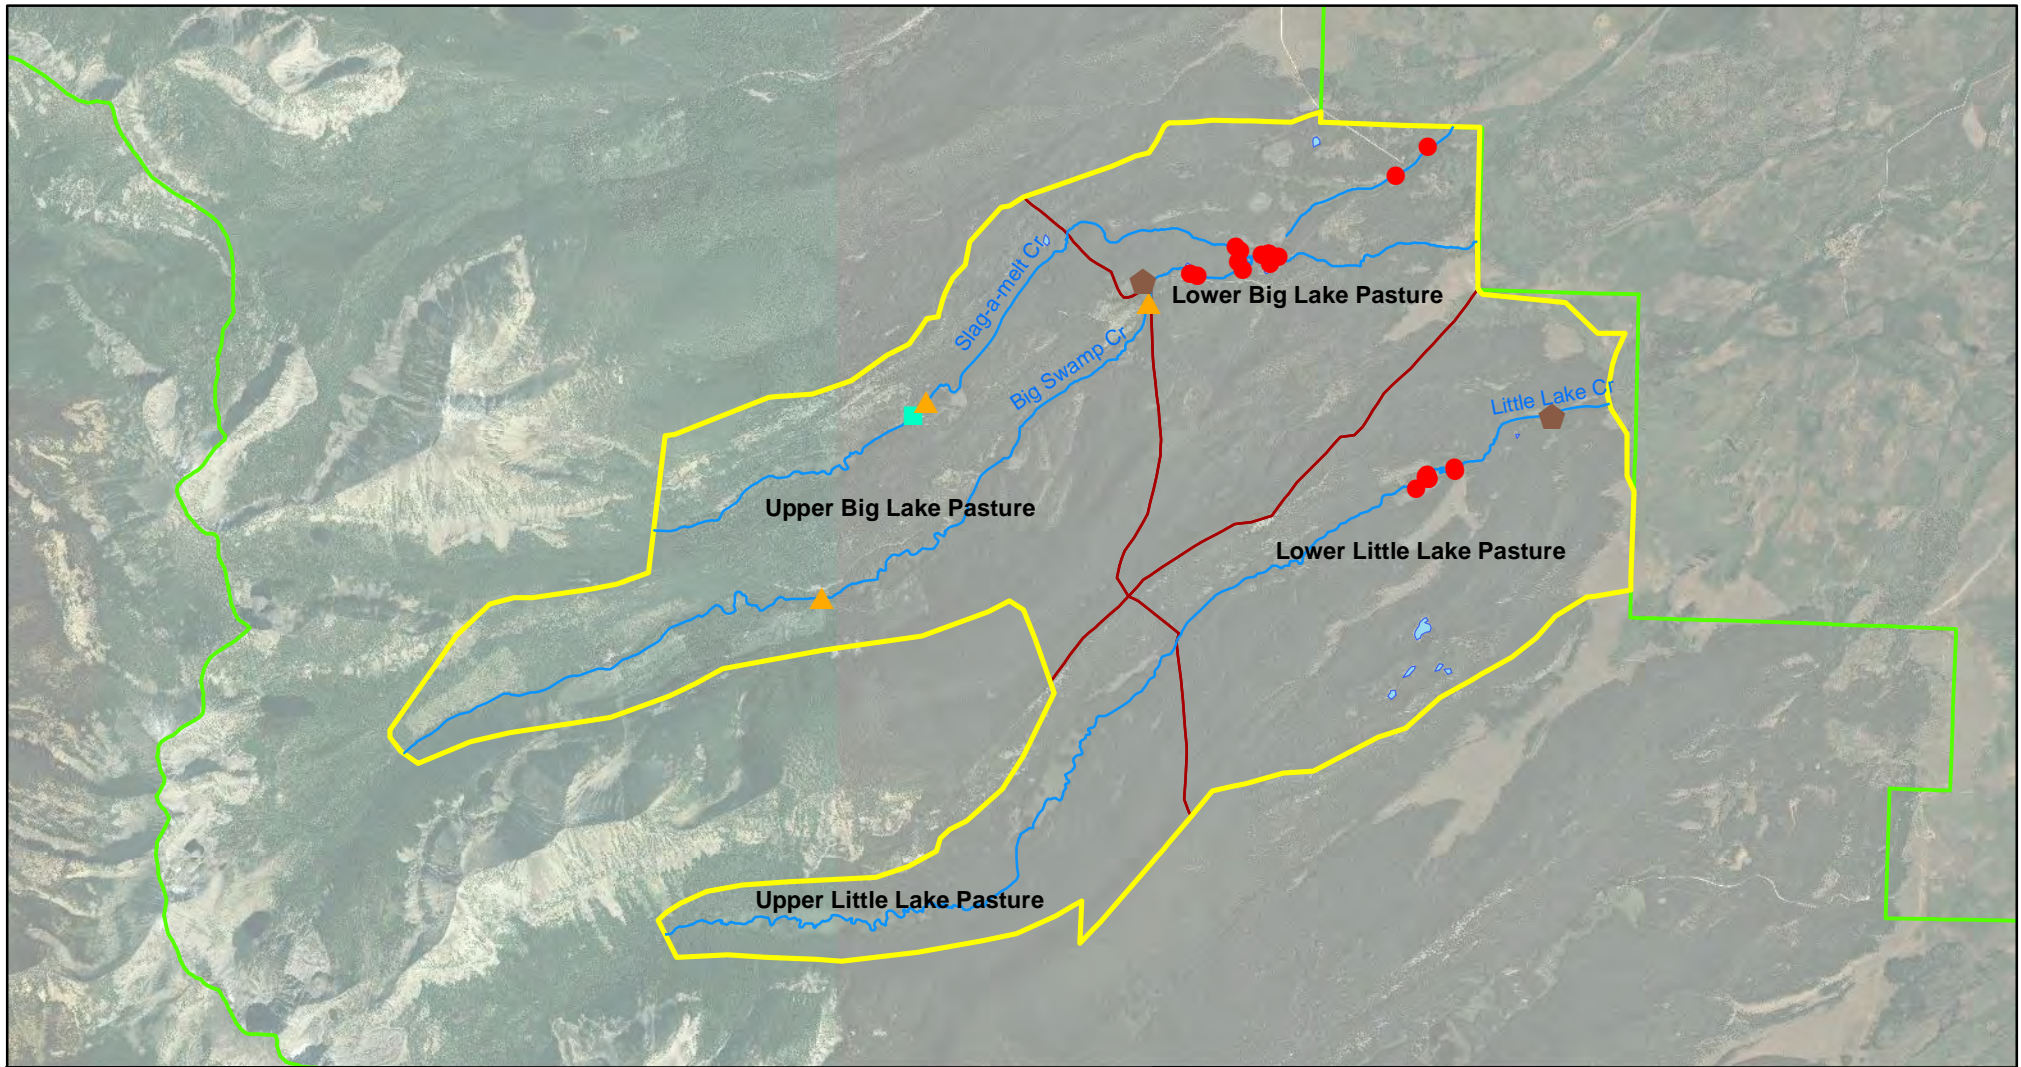 Slag-a-melt Cr
Big Swamp Cr
Lower Big Lake Pasture
Little Lake Cr
Upper Big Lake Pasture
Lower Little Lake Pasture
Upper Little Lake Pasture